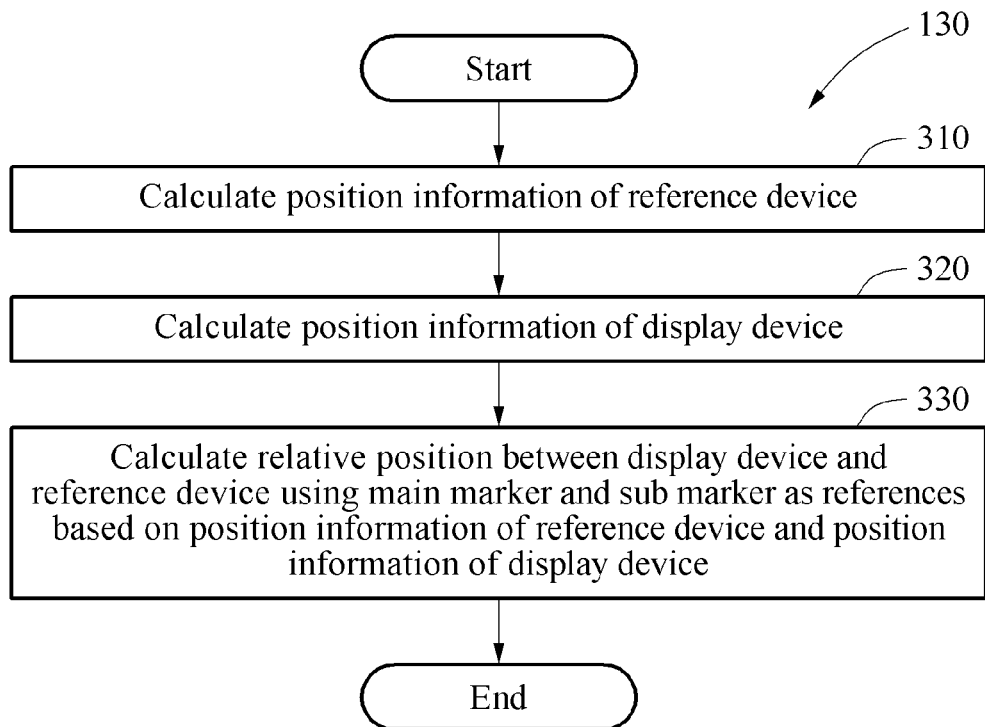 130
Start
310
Calculate position information of reference device
320
Calculate position information of display device
330
Calculate relative position between display device and
reference device using main marker and sub marker as references
based on position information of reference device and position
information of display device
End